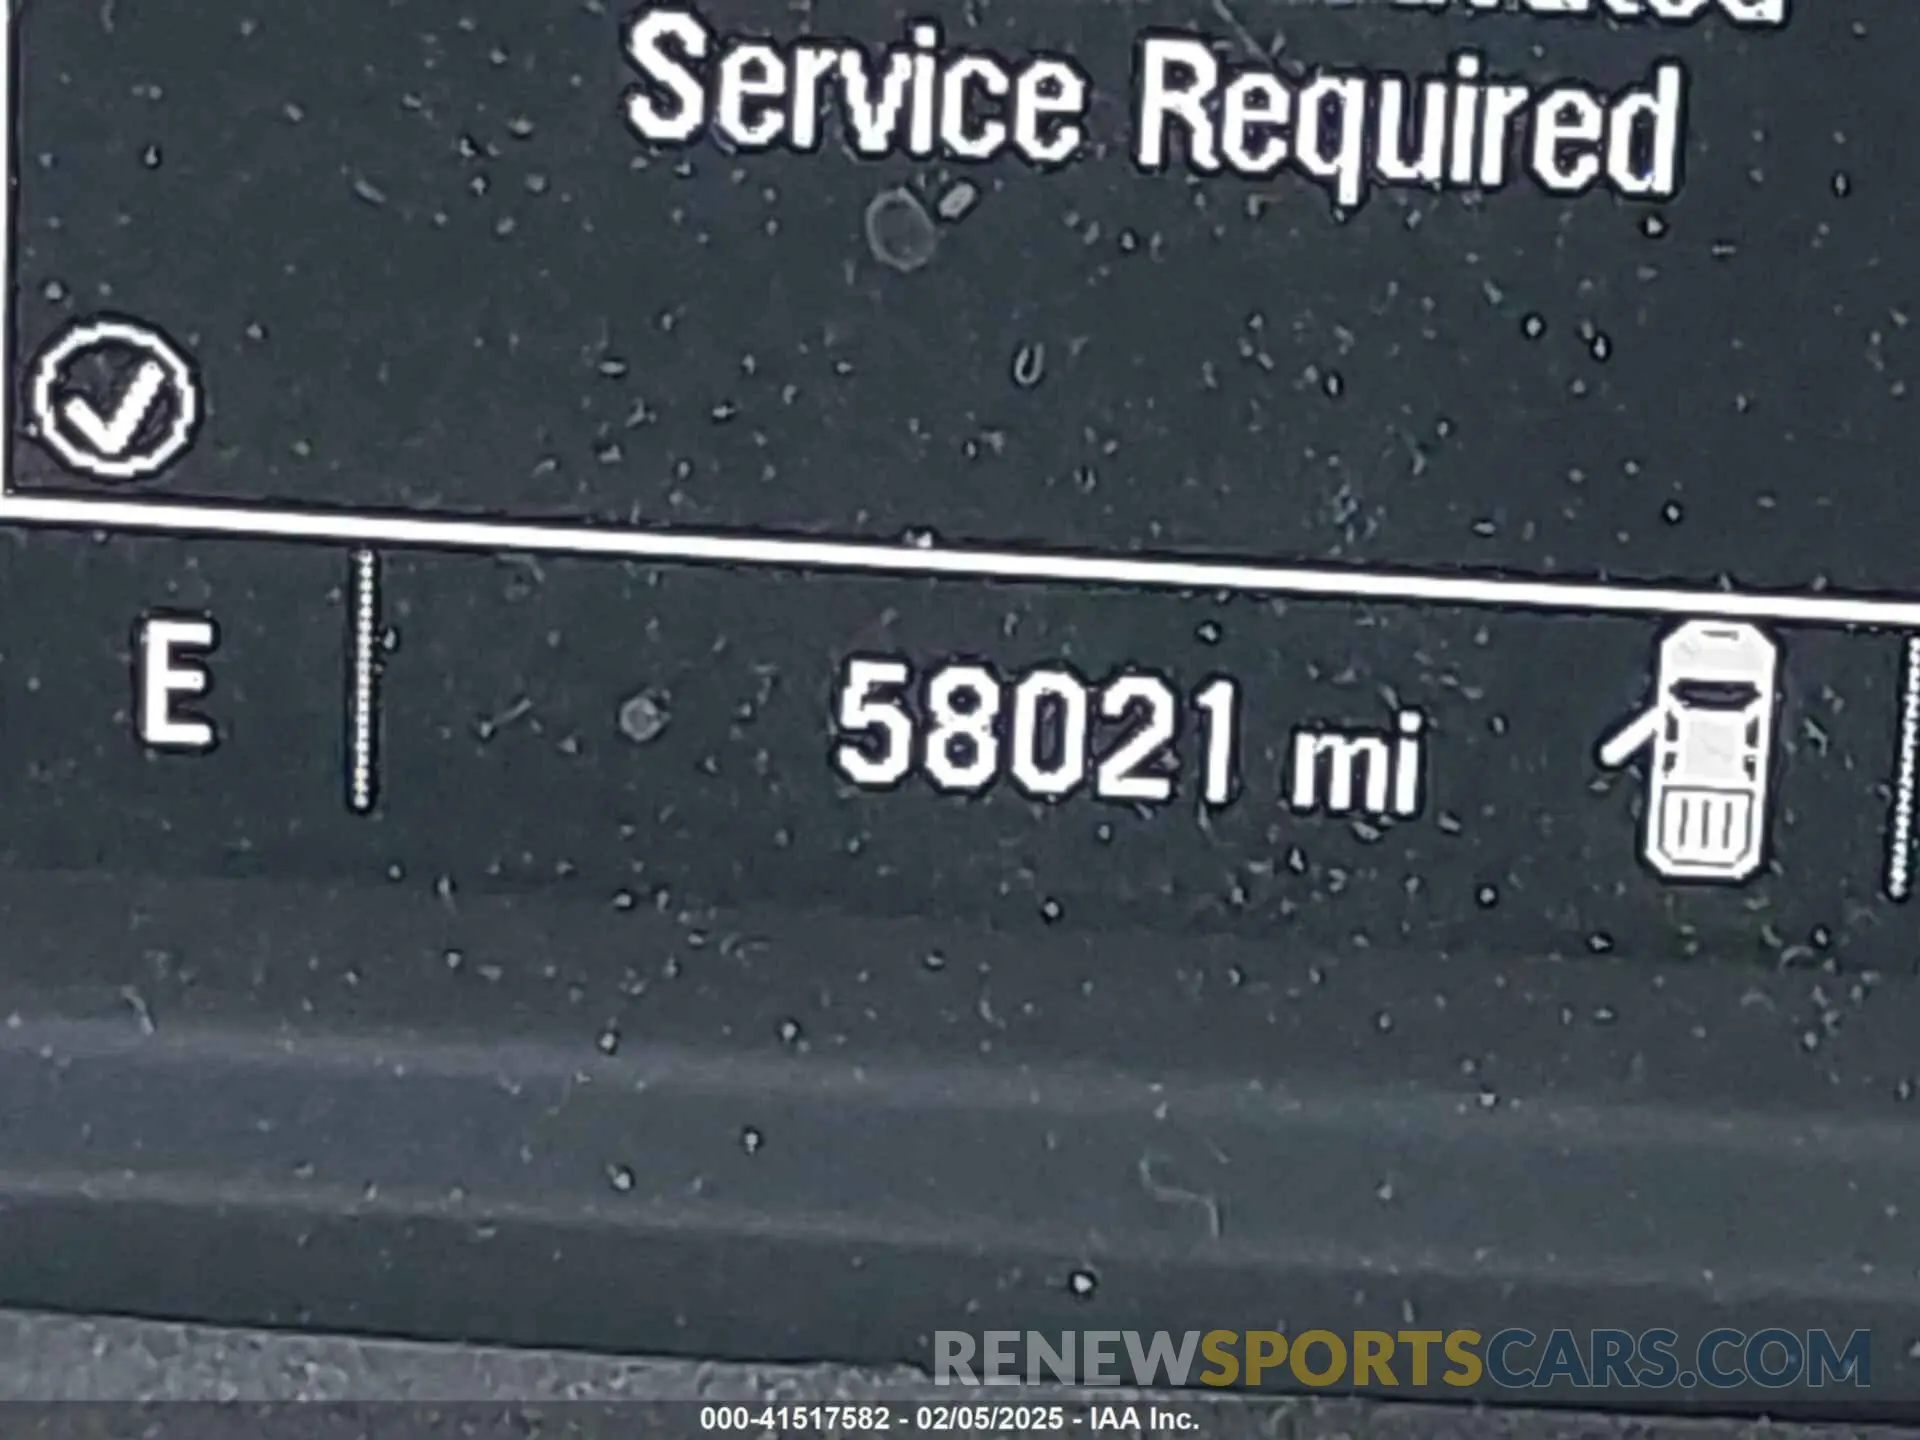 Service Required
E
58021 mi
RENEWSPORTSCARS.COM
000-41517582 - 02/05/2025 - IAA Inc.